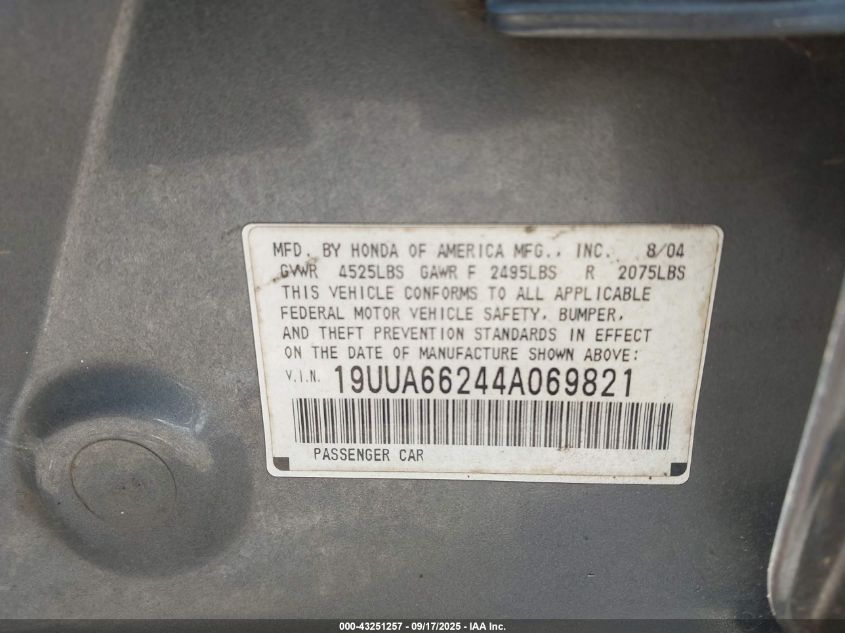 MFD. BY HONDA OF AMERICA MFG., INC. 8/04
GVWR 4525LBS GAWR F 2495LBS R 2075LBS
THIS VEHICLE CONFORMS TO ALL APPLICABLE
FEDERAL MOTOR VEHICLE SAFETY, BUMPER,
AND THEFT PREVENTION STANDARDS IN EFFECT
ON THE DATE OF MANUFACTURE SHOWN ABOVE:
V.I.N. 19UUA66244A069821
PASSENGER CAR
000-43251257 - 09/17/2025 - IAA Inc.